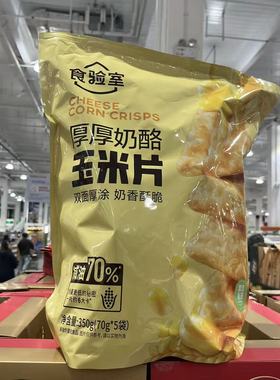 食验室
CHEESE
CORN CRISPS
厚厚奶酪
玉米片
双面厚涂 奶香酥脆
70%
净含量:350g(70g*5袋)